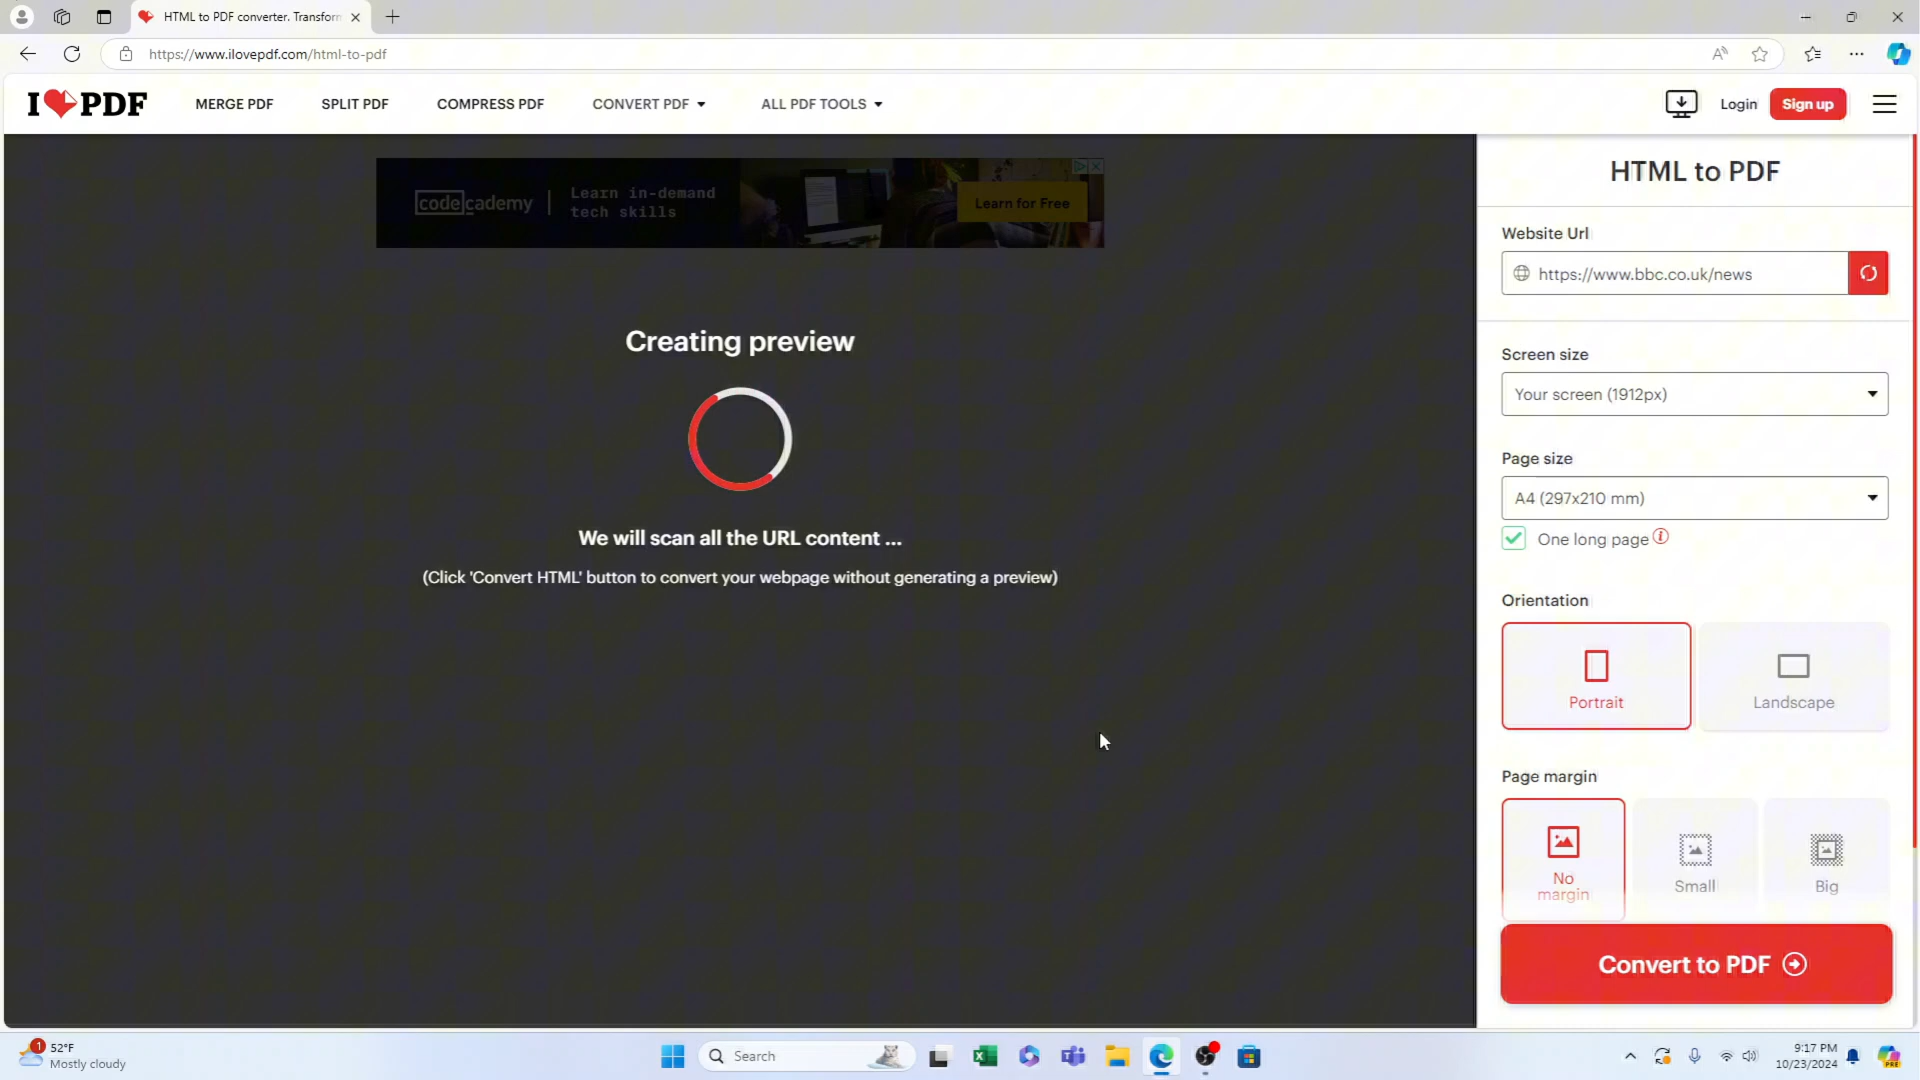 HTML to PDF converter. Transform
https://www.ilovepdf.com/html-to-pdf
I PDF
MERGE PDF
SPLIT PDF
COMPRESS PDF
CONVERT PDF
ALL PDF TOOLS
Login
Sign up
codecademy
Learn in-demand
tech skills
Learn for Free
Creating preview
We will scan all the URL content ...
(Click 'Convert HTML' button to convert your webpage without generating a preview)
HTML to PDF
Website Url
https://www.bbc.co.uk/news
Screen size
Your screen (1912px)
Page size
A4 (297x210 mm)
One long page
Orientation
Portrait
Landscape
Page margin
No
margin
Small
Big
Convert to PDF
1
52°F
Mostly cloudy
Search
9:17 PM
10/23/2024
PRE